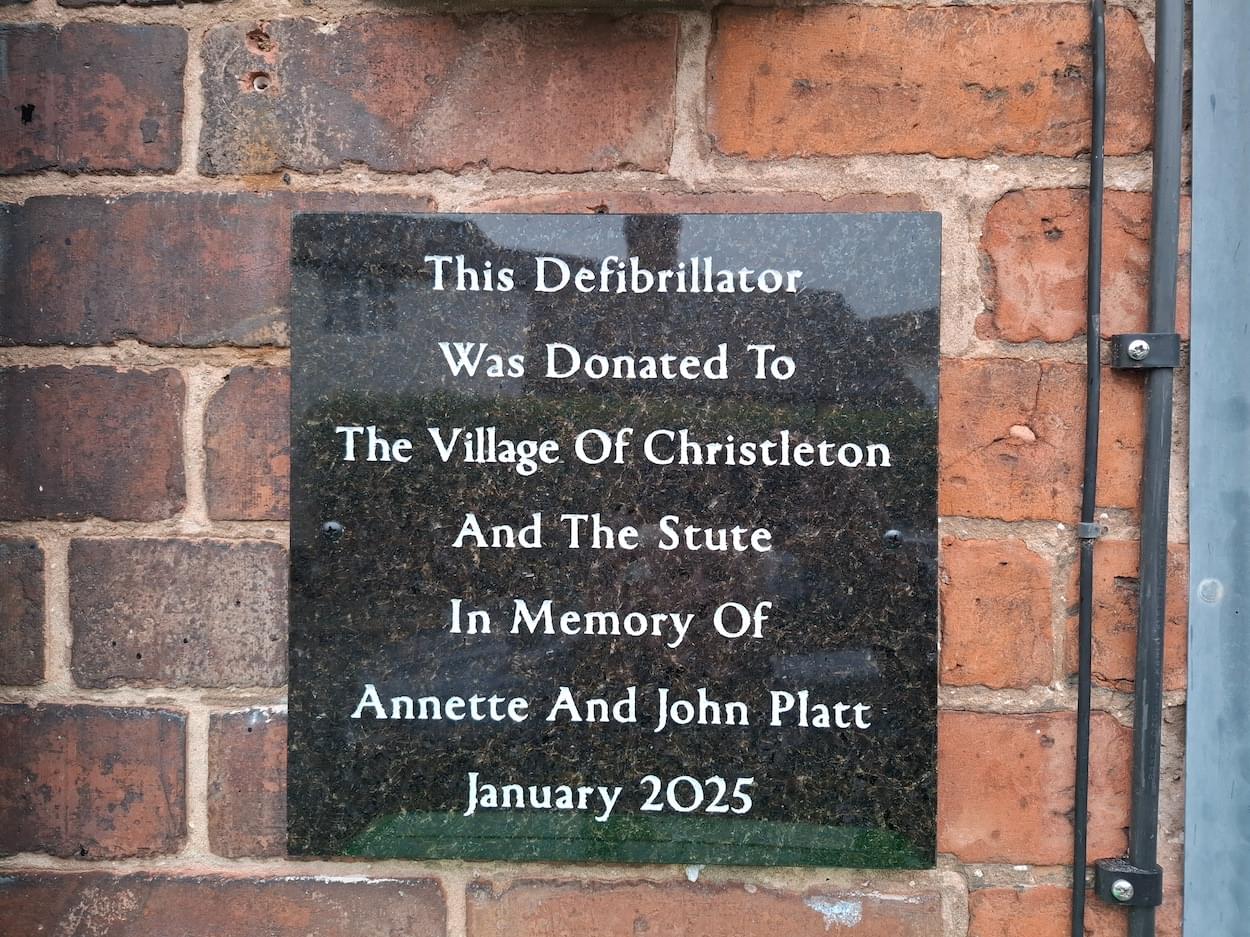 This Defibrillator
Was Donated To
The Village Of Christleton
And The Stute
In Memory Of
Annette And John Platt
January 2025